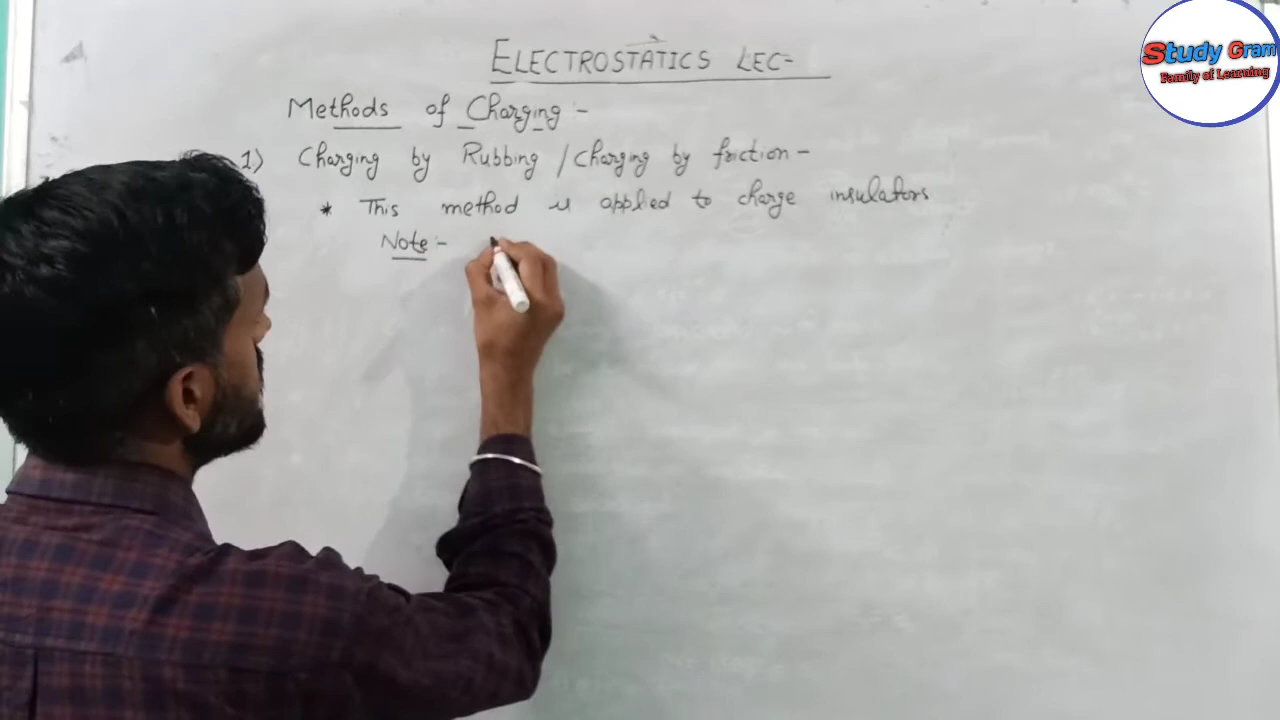 ELECTROSTATICS LEC-
Methods of Charging :-
1) Charging by Rubbing / Charging by friction -
* This method is applied to charge insulators
Note :-
Study Gram
Family of Learning